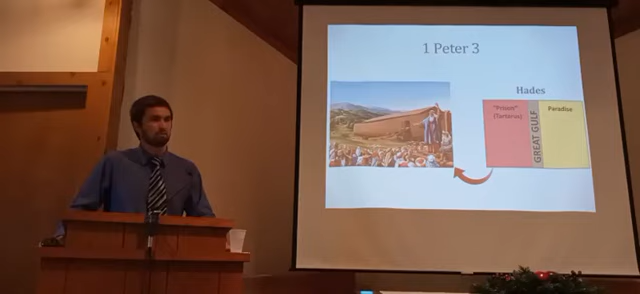 1 Peter 3
Hades
"Prison"
(Tartarus)
GREAT GULF
Paradise